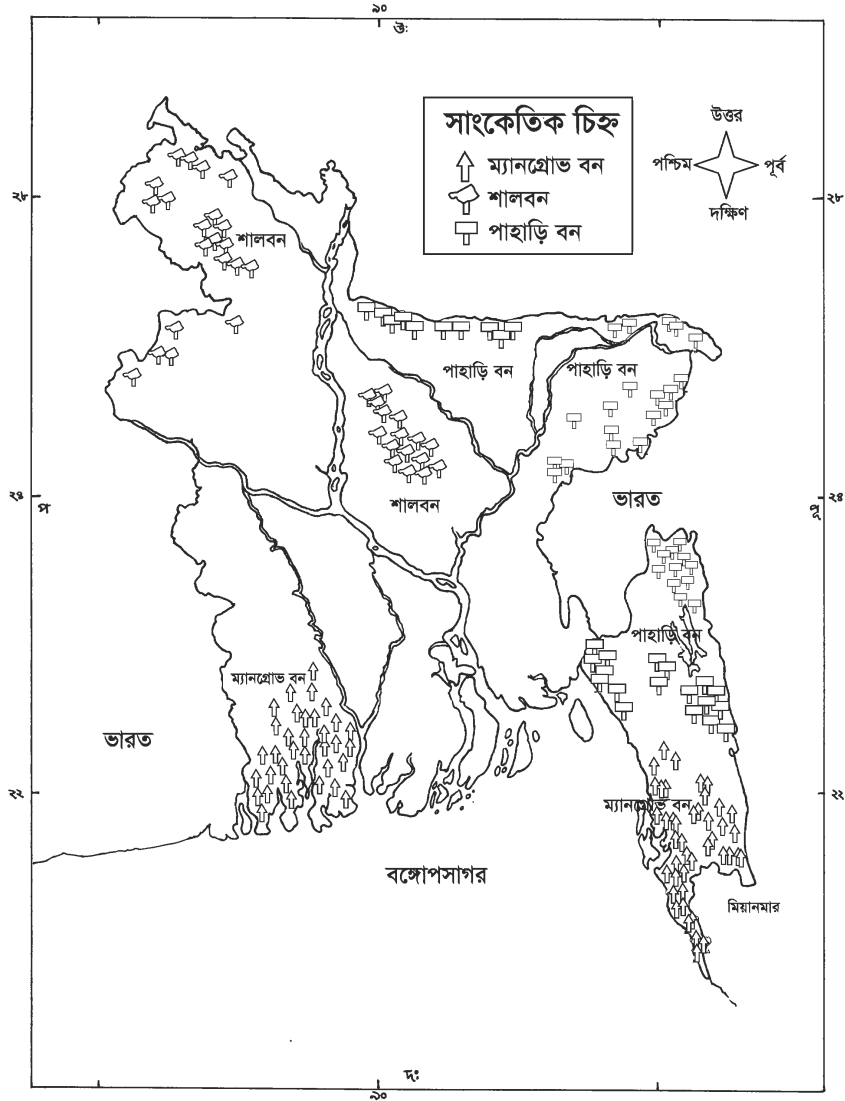 ৯০
উঃ
সাংকেতিক চিহ্ন
ম্যানগ্রোভ বন
শালবন
পাহাড়ি বন
উত্তর
পশ্চিম
পূর্ব
দক্ষিণ
২৮
২৮
শালবন
পাহাড়ি বন
পাহাড়ি বন
শালবন
ভারত
প
পূ
২৪
পাহাড়ি বন
ম্যানগ্রোভ বন
ভারত
২২
২২
ম্যানগ্রোভ বন
বঙ্গোপসাগর
মিয়ানমার
দঃ
৯০